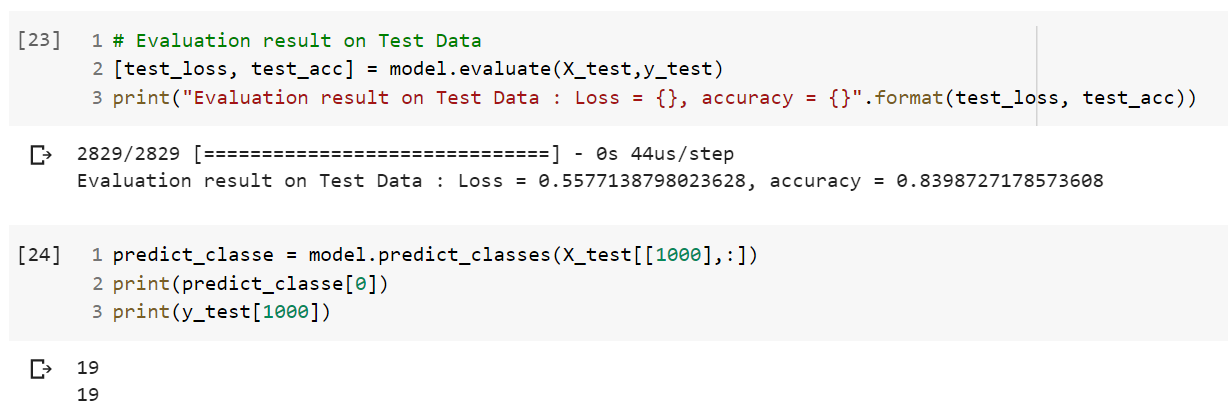 [23] 1 # Evaluation result on Test Data
2 [test_loss, test_acc] = model.evaluate(X_test,y_test)
3 print("Evaluation result on Test Data : Loss = {}, accuracy = {}".format(test_loss, test_acc))
2829/2829 [==============================] - 0s 44us/step
Evaluation result on Test Data : Loss = 0.5577138798023628, accuracy = 0.8398727178573608
[24] 1 predict_classe = model.predict_classes(X_test[[1000],:])
2 print(predict_classe[0])
3 print(y_test[1000])
19
19